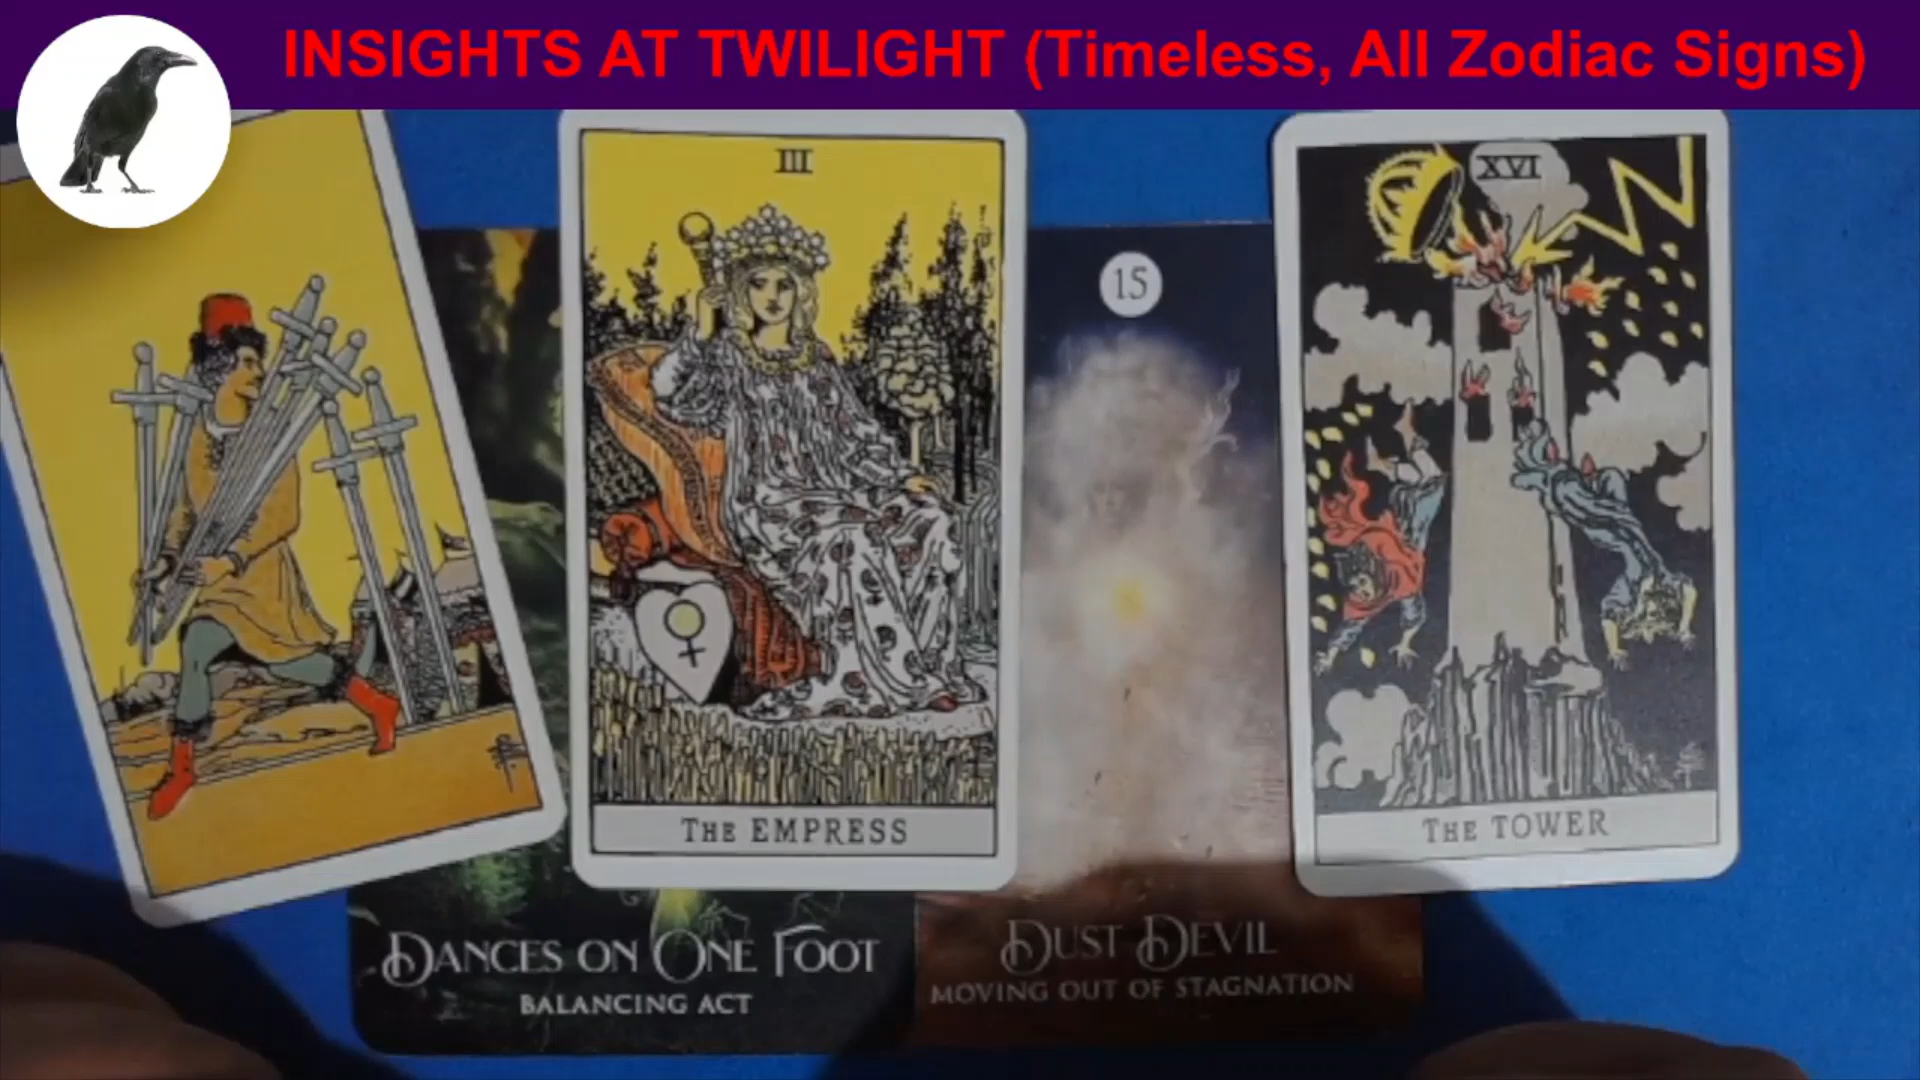 INSIGHTS AT TWILIGHT (Timeless, All Zodiac Signs)
III
THE EMPRESS
15
XVI
THE TOWER
DANCES ON ONE FOOT
BALANCING ACT
DUST DEVIL
MOVING OUT OF STAGNATION